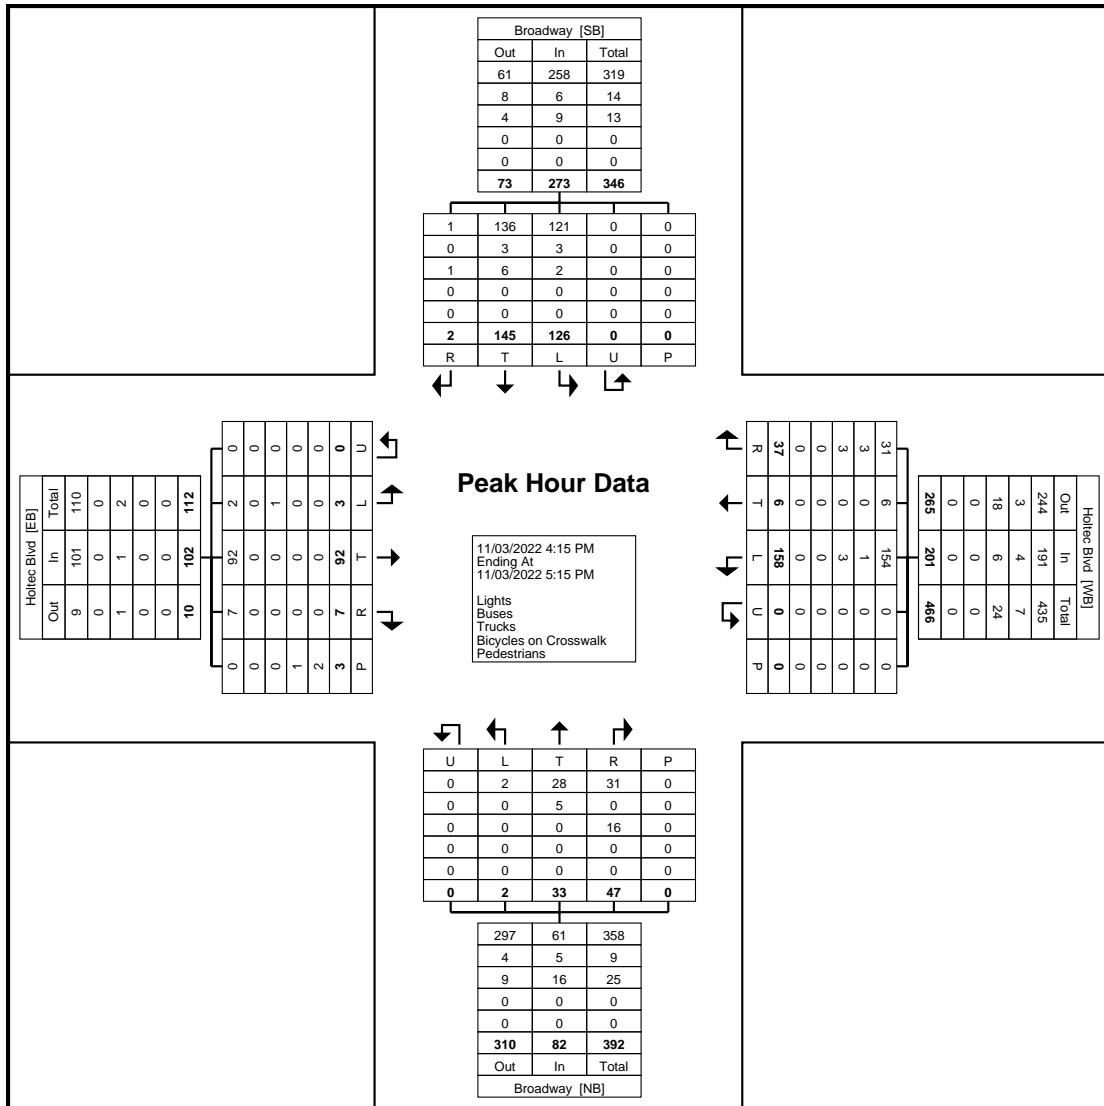 Broadway [SB]
Out In Total
61 258 319
8 6 14
4 9 13
0 0 0
0 0 0
73 273 346
1 136 121 0 0
0 3 3 0 0
1 6 2 0 0
0 0 0 0 0
0 0 0 0 0
2 145 126 0 0
R T L U P
Holtec Blvd [EB]
Total 110 0 2 0 0 112
In 101 0 1 0 0 102
Out 9 0 1 0 0 10
0 0 0 0 0 0 U
2 0 1 0 0 3 L
92 0 0 0 0 92 T
7 0 0 0 0 7 R
0 0 0 1 2 3 P
Peak Hour Data
11/03/2022 4:15 PM
Ending At
11/03/2022 5:15 PM
Lights
Buses
Trucks
Bicycles on Crosswalk
Pedestrians
R 37 0 0 3 3 31
T 6 0 0 0 0 6
L 158 0 0 3 1 154
U 0 0 0 0 0 0
P 0 0 0 0 0 0
265 0 0 18 3 244 Out
201 0 0 6 4 191 In
466 0 0 24 7 435 Total
Holtec Blvd [WB]
U L T R P
0 2 28 31 0
0 0 5 0 0
0 0 0 16 0
0 0 0 0 0
0 0 0 0 0
0 2 33 47 0
297 61 358
4 5 9
9 16 25
0 0 0
0 0 0
310 82 392
Out In Total
Broadway [NB]